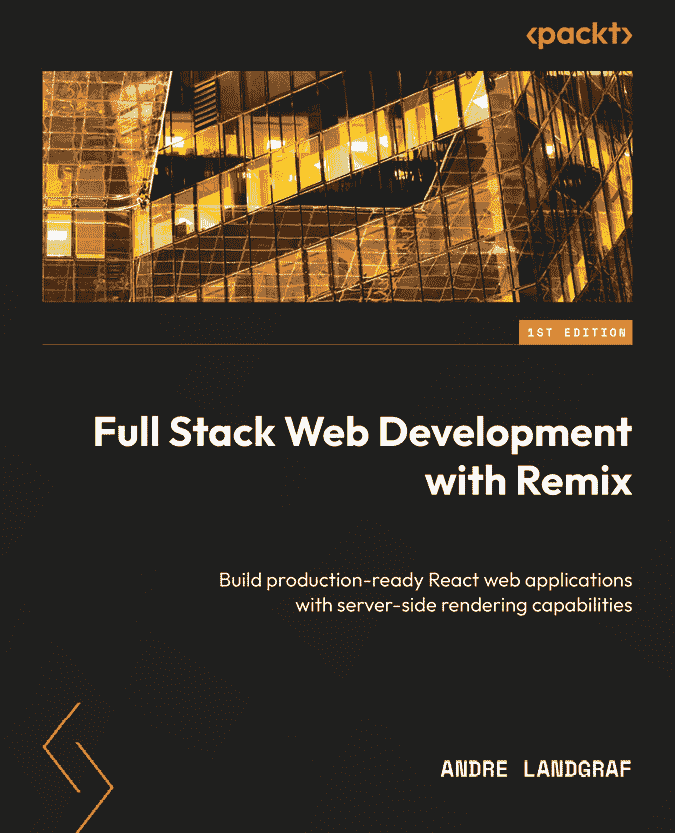 <packt>
1ST EDITION
Full Stack Web Development
with Remix
Build production-ready React web applications
with server-side rendering capabilities
ANDRE LANDGRAF